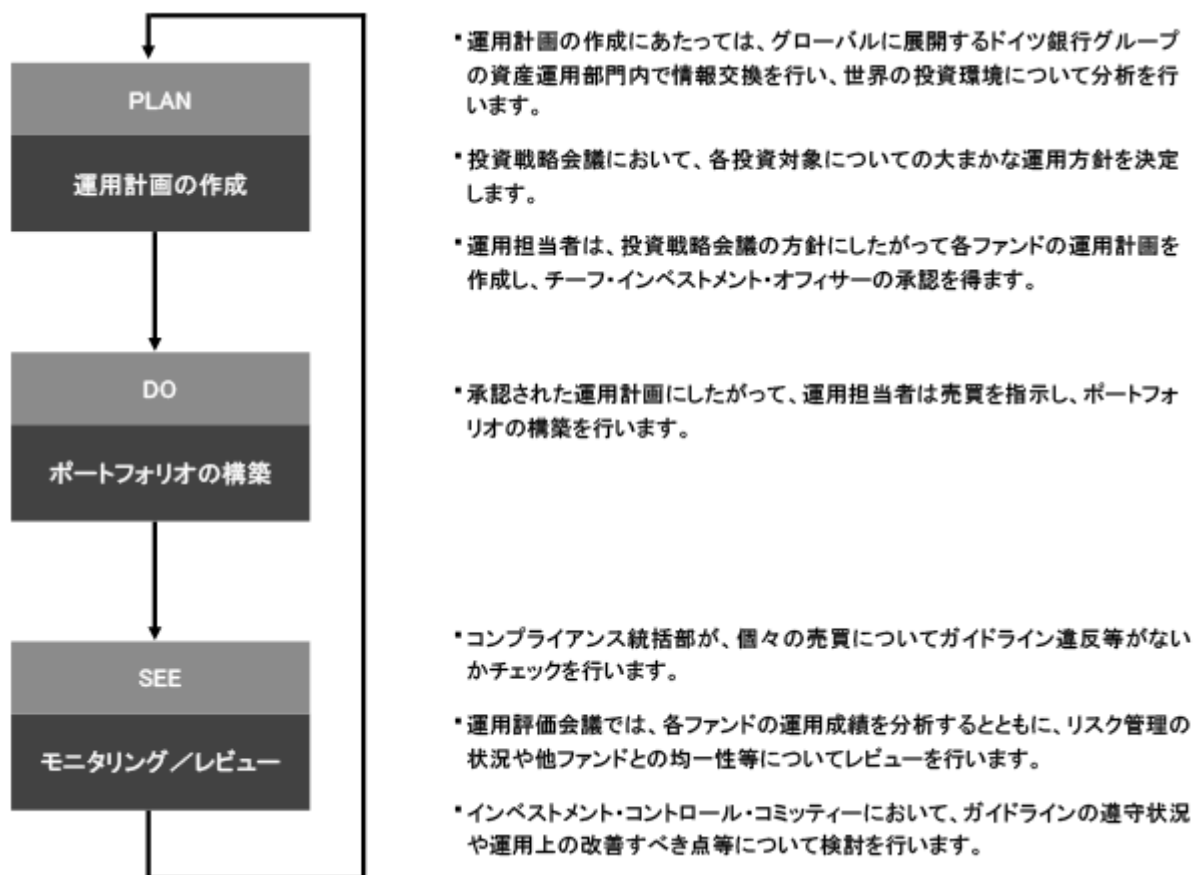 PLAN
運用計画の作成
・運用計画の作成にあたっては、グローバルに展開するドイツ銀行グループ
の資産運用部門内で情報交換を行い、世界の投資環境について分析を行
います。
・投資戦略会議において、各投資対象についての大まかな運用方針を決定
します。
・運用担当者は、投資戦略会議の方針にしたがって各ファンドの運用計画を
作成し、チーフ・インベストメント・オフィサーの承認を得ます。
DO
ポートフォリオの構築
・承認された運用計画にしたがって、運用担当者は売買を指示し、ポートフォ
リオの構築を行います。
SEE
モニタリング／レビュー
・コンプライアンス統括部が、個々の売買についてガイドライン違反等がない
かチェックを行います。
・運用評価会議では、各ファンドの運用成績を分析するとともに、リスク管理の
状況や他ファンドとの均一性等についてレビューを行います。
・インベストメント・コントロール・コミッティーにおいて、ガイドラインの遵守状況
や運用上の改善すべき点等について検討を行います。